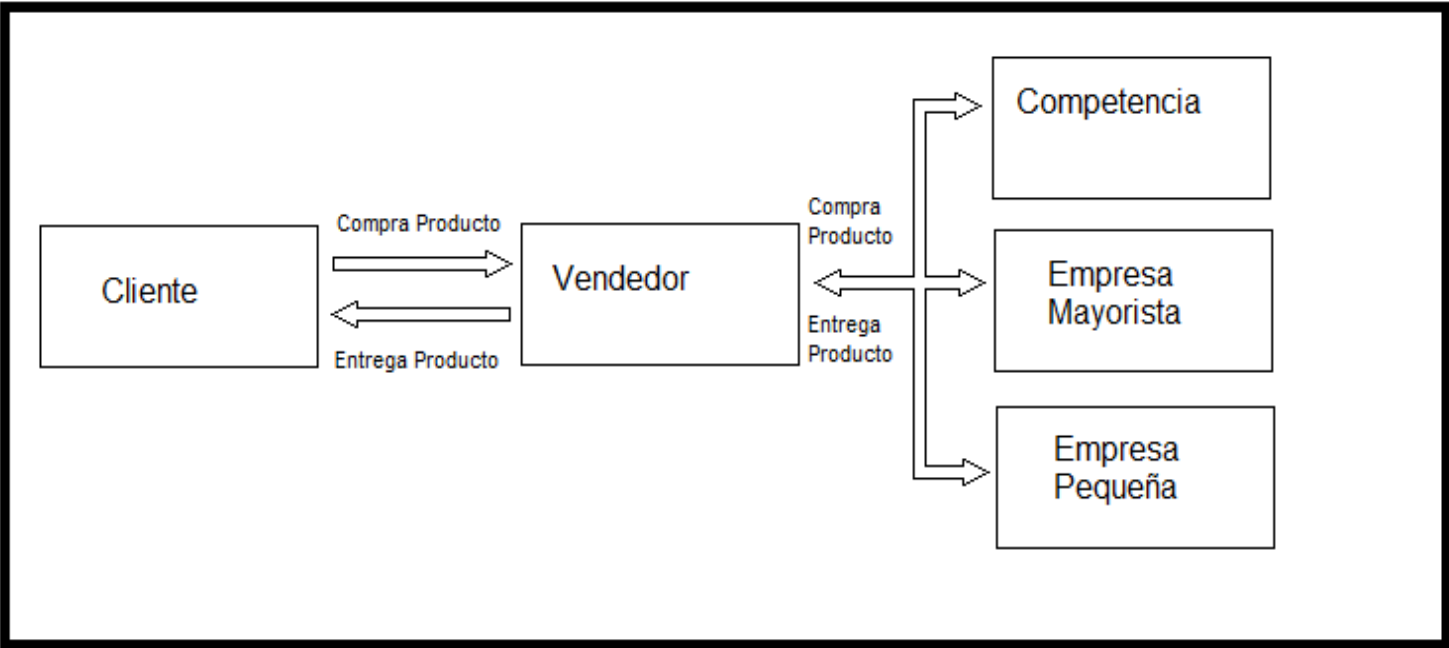 Cliente
Compra Producto
Entrega Producto
Vendedor
Compra
Producto
Entrega
Producto
Competencia
Empresa
Mayorista
Empresa
Pequeña